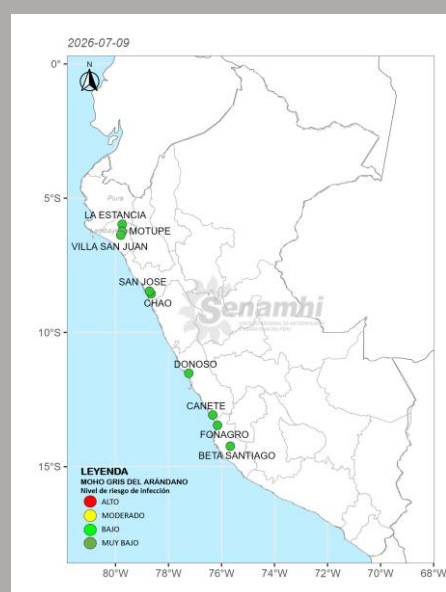 2026-07-09
N
0°
5°S
10°S
15°S
Piura
LA ESTANCIA
MOTUPE
VILLA SAN JUAN
SAN JOSE
CHAO
Senamhi
DONOSO
CANETE
FONAGRO
BETA SANTIAGO
LEYENDA
MOHO GRIS DEL ARÁNDANO
Nivel de riesgo de infección
ALTO
MODERADO
BAJO
MUY BAJO
80°W 78°W 76°W 74°W 72°W 70°W 68°W